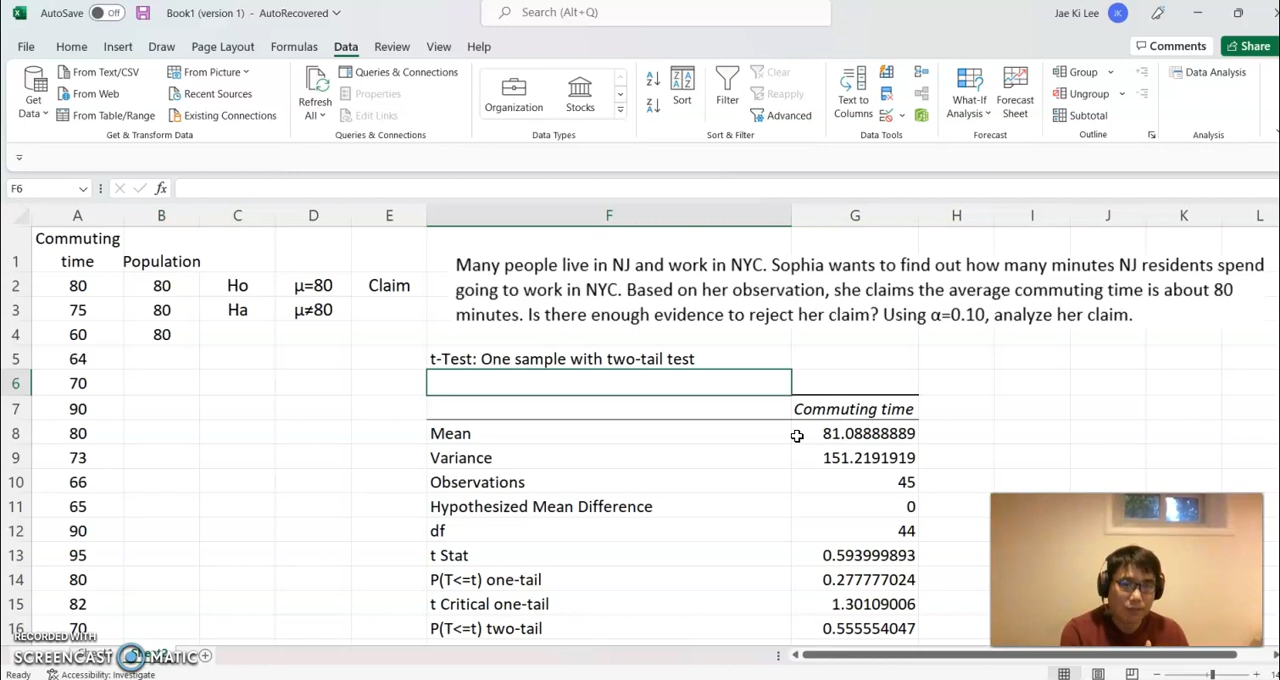 AutoSave Off Book1 (version 1) - AutoRecovered Search (Alt+Q) Jae Ki Lee JK
File Home Insert Draw Page Layout Formulas Data Review View Help Comments Share
From Text/CSV From Picture Queries & Connections Clear Group Data Analysis
Get Data From Web Recent Sources Refresh All Properties Organization Stocks Sort Filter Reapply Text to Columns What-If Analysis Forecast Sheet Ungroup
From Table/Range Existing Connections Edit Links Advanced Subtotal
Get & Transform Data Queries & Connections Data Types Sort & Filter Data Tools Forecast Outline Analysis
F6 fx
A B C D E F G H I J K L
Commuting
1 time Population
Many people live in NJ and work in NYC. Sophia wants to find out how many minutes NJ residents spend
2 80 80 Ho μ=80 Claim
going to work in NYC. Based on her observation, she claims the average commuting time is about 80
3 75 80 Ha μ≠80
minutes. Is there enough evidence to reject her claim? Using α=0.10, analyze her claim.
4 60 80
5 64 t-Test: One sample with two-tail test
6 70
7 90 Commuting time
8 80 Mean 81.08888889
9 73 Variance 151.2191919
10 66 Observations 45
11 65 Hypothesized Mean Difference 0
12 90 df 44
13 95 t Stat 0.593999893
14 80 P(T<=t) one-tail 0.277777024
15 82 t Critical one-tail 1.30109006
16 70 P(T<=t) two-tail 0.555554047
RECORDED WITH
SCREENCAST MATIC
Ready Accessibility: Investigate